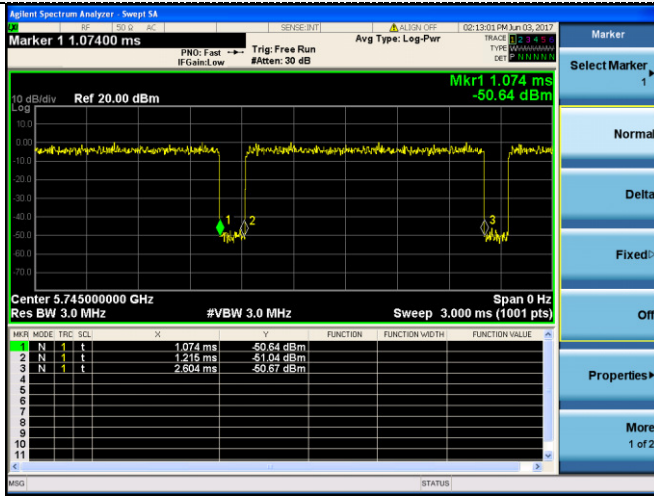 Agilent Spectrum Analyzer - Swept SA
RF 50 Ω AC SENSE:INT ALIGN OFF 02:13:01 PM Jun 03, 2017
Marker 1 1.07400 ms
PNO: Fast Trig: Free Run Avg Type: Log-Pwr TRACE 1 2 3 4 5 6
TYPE W
IFGain:Low #Atten: 30 dB DET P N N N N N
Mkr1 1.074 ms
-50.64 dBm
10 dB/div Ref 20.00 dBm
Log
10.0
0.00
-10.0
-20.0
-30.0
-40.0
-50.0
-60.0
-70.0
1 2 3
Center 5.745000000 GHz Span 0 Hz
Res BW 3.0 MHz #VBW 3.0 MHz Sweep 3.000 ms (1001 pts)
MKR MODE TRC SCL X Y FUNCTION FUNCTION WIDTH FUNCTION VALUE
1 N 1 t 1.074 ms -50.64 dBm
2 N 1 t 1.215 ms -51.04 dBm
3 N 1 t 2.604 ms -50.67 dBm
4
5
6
7
8
9
10
11
MSG STATUS
Marker
Select Marker
1
Normal
Delta
Fixed
Off
Properties
More
1 of 2